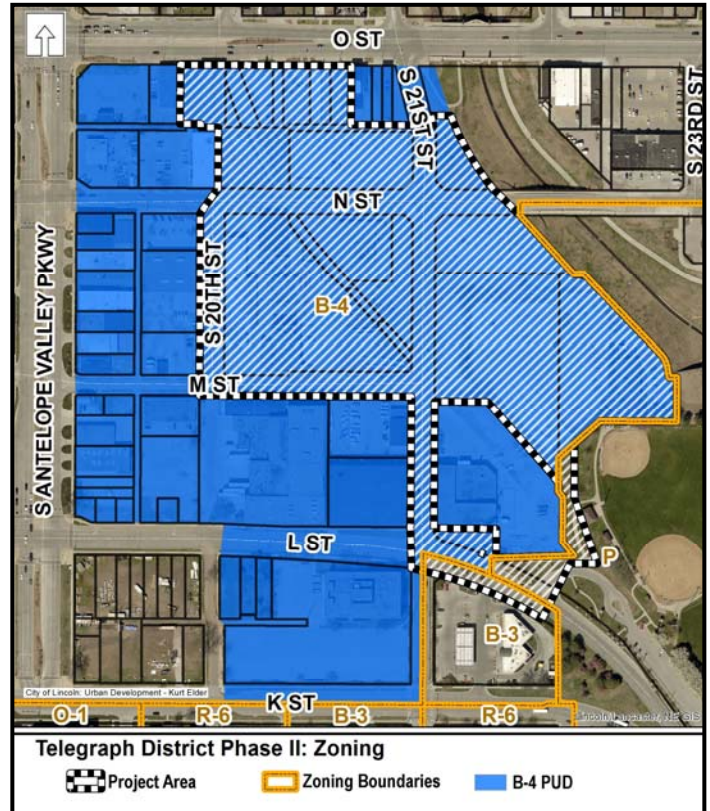 O ST
S 21ST ST
S 23RD ST
N ST
S 20TH ST
B-4
S ANTELOPE VALLEY PKWY
M ST
L ST
P
B-3
City of Lincoln: Urban Development - Kurt Elder
K ST
Lincoln/Lancaster, NE GIS
O-1
R-6
B-3
R-6
Telegraph District Phase II: Zoning
Project Area
Zoning Boundaries
B-4 PUD